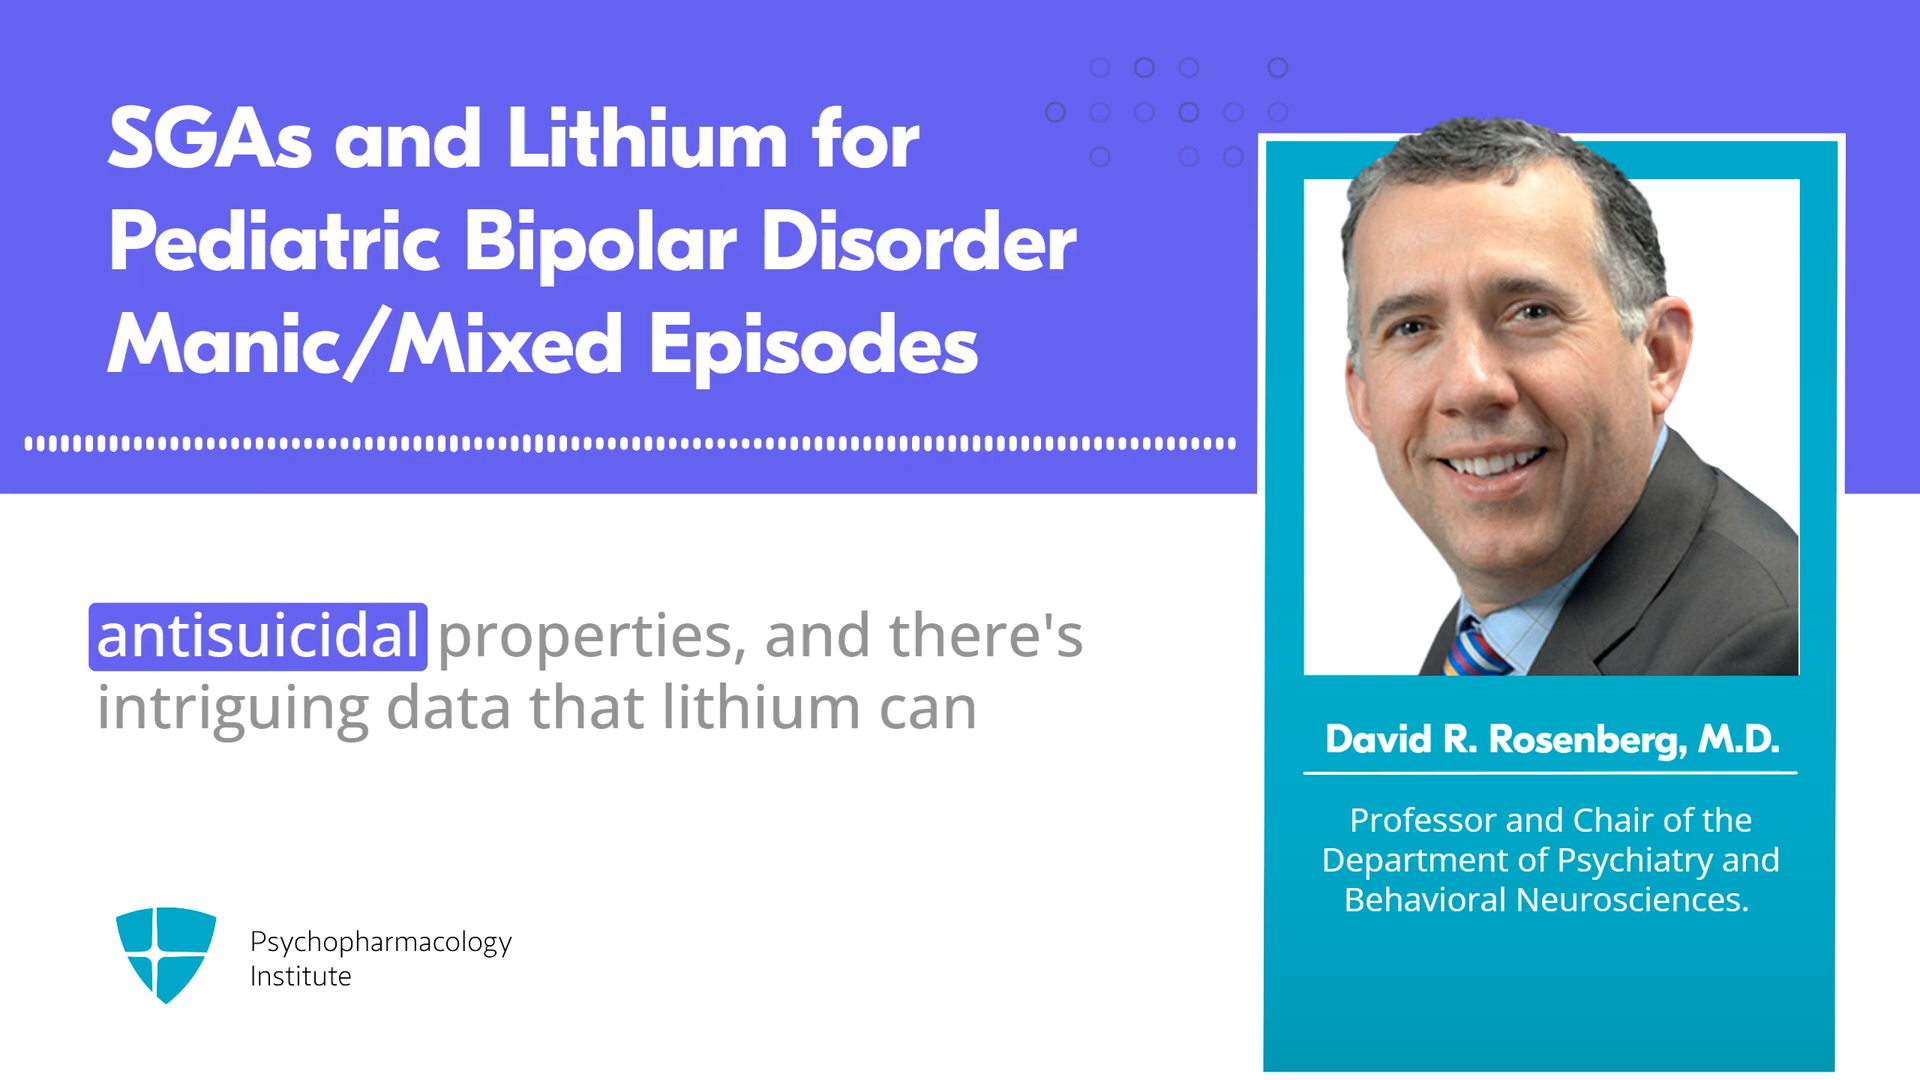 SGAs and Lithium for
Pediatric Bipolar Disorder
Manic/Mixed Episodes
antisuicidal properties, and there's
intriguing data that lithium can
David R. Rosenberg, M.D.
Professor and Chair of the
Department of Psychiatry and
Behavioral Neurosciences.
Psychopharmacology
Institute